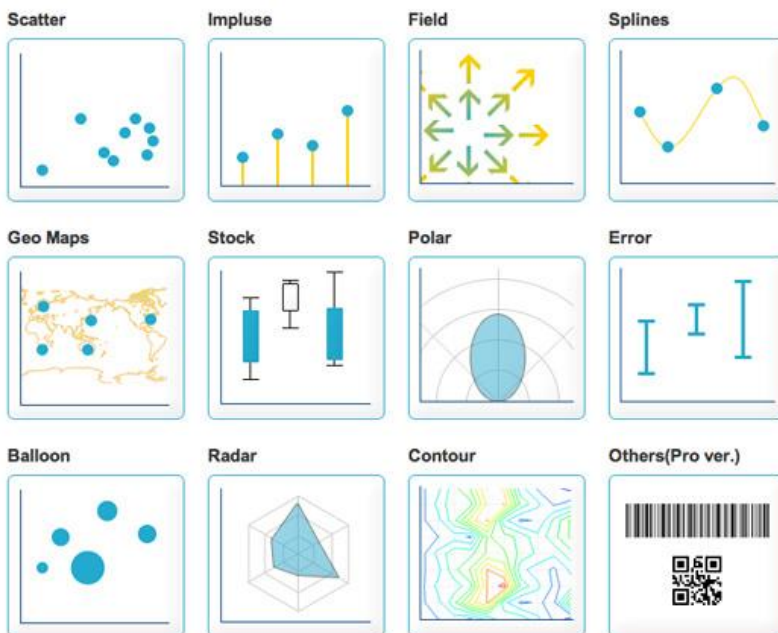 Scatter
Impluse
Field
Splines
Geo Maps
Stock
Polar
Error
Balloon
Radar
Contour
Others(Pro ver.)